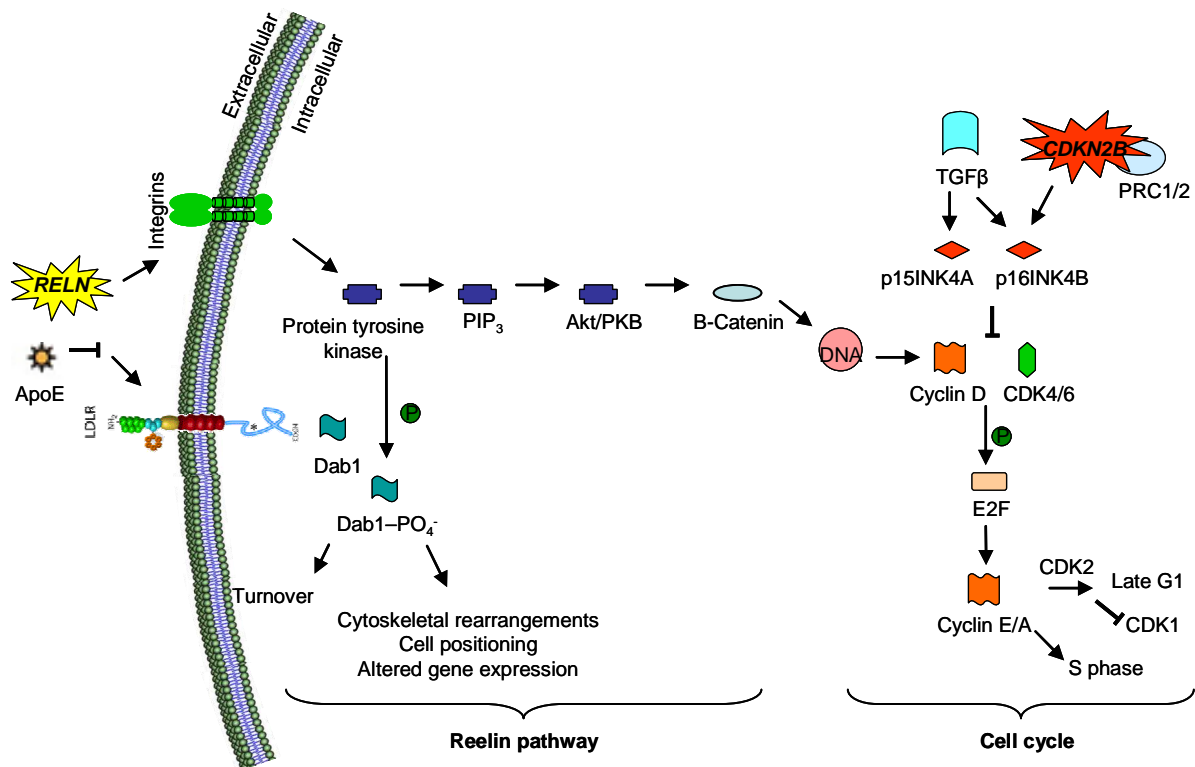 Extracellular
Intracellular
Integrins
RELN
ApoE
LDLR
NH2
*
COOH
Protein tyrosine
kinase
PIP3
Akt/PKB
B-Catenin
DNA
P
Dab1
Dab1–PO4-
Turnover
Cytoskeletal rearrangements
Cell positioning
Altered gene expression
Reelin pathway
TGFβ
CDKN2B
PRC1/2
p15INK4A
p16INK4B
Cyclin D
CDK4/6
P
E2F
Cyclin E/A
CDK2
Late G1
CDK1
S phase
Cell cycle